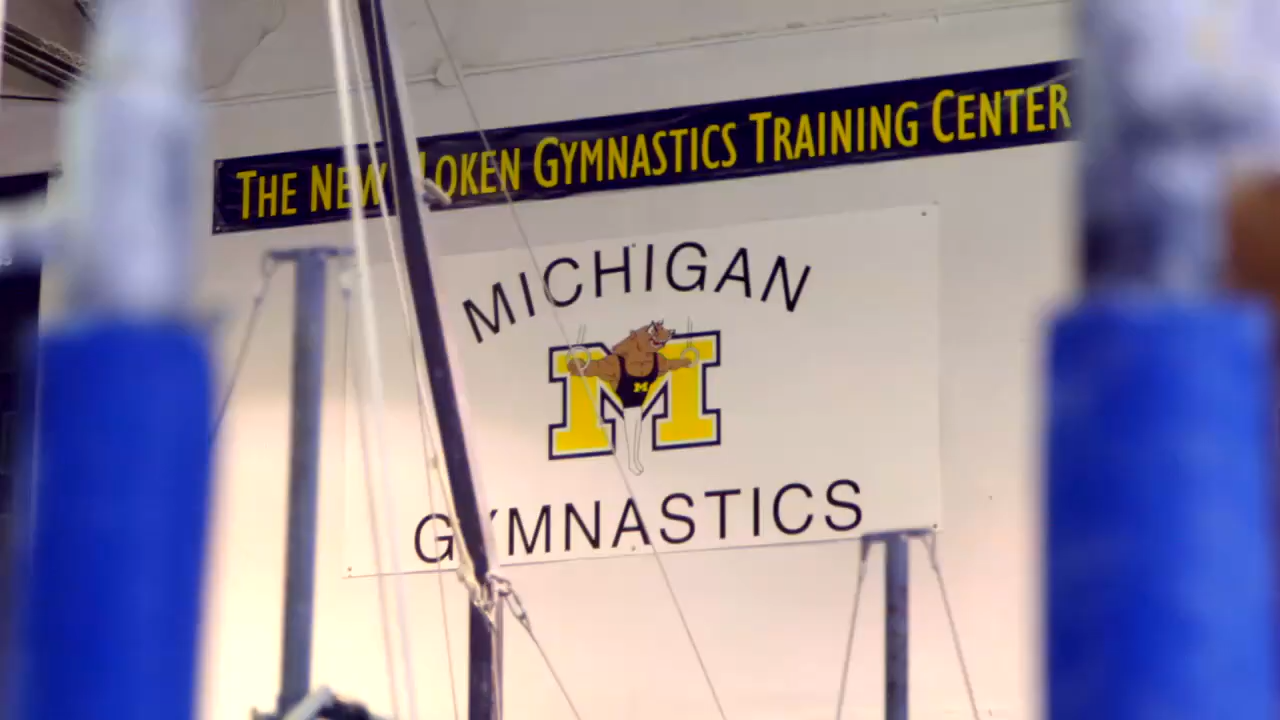 THE NEW LOKEN GYMNASTICS TRAINING CENTER
MICHIGAN
M
M
GYMNASTICS